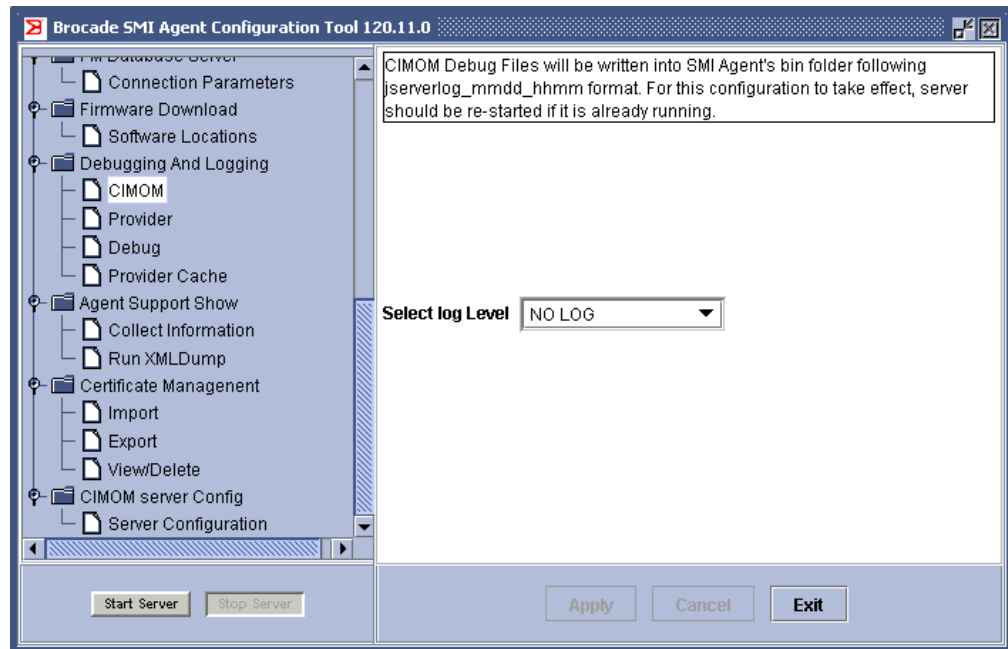 Brocade SMI Agent Configuration Tool 120.11.0
FM Database Server
Connection Parameters
Firmware Download
Software Locations
Debugging And Logging
CIMOM
Provider
Debug
Provider Cache
Agent Support Show
Collect Information
Run XMLDump
Certificate Managenent
Import
Export
View/Delete
CIMOM server Config
Server Configuration
Start Server
Stop Server
CIMOM Debug Files will be written into SMI Agent's bin folder following
jserverlog_mmdd_hhmm format. For this configuration to take effect, server
should be re-started if it is already running.
Select log Level
NO LOG
Apply
Cancel
Exit